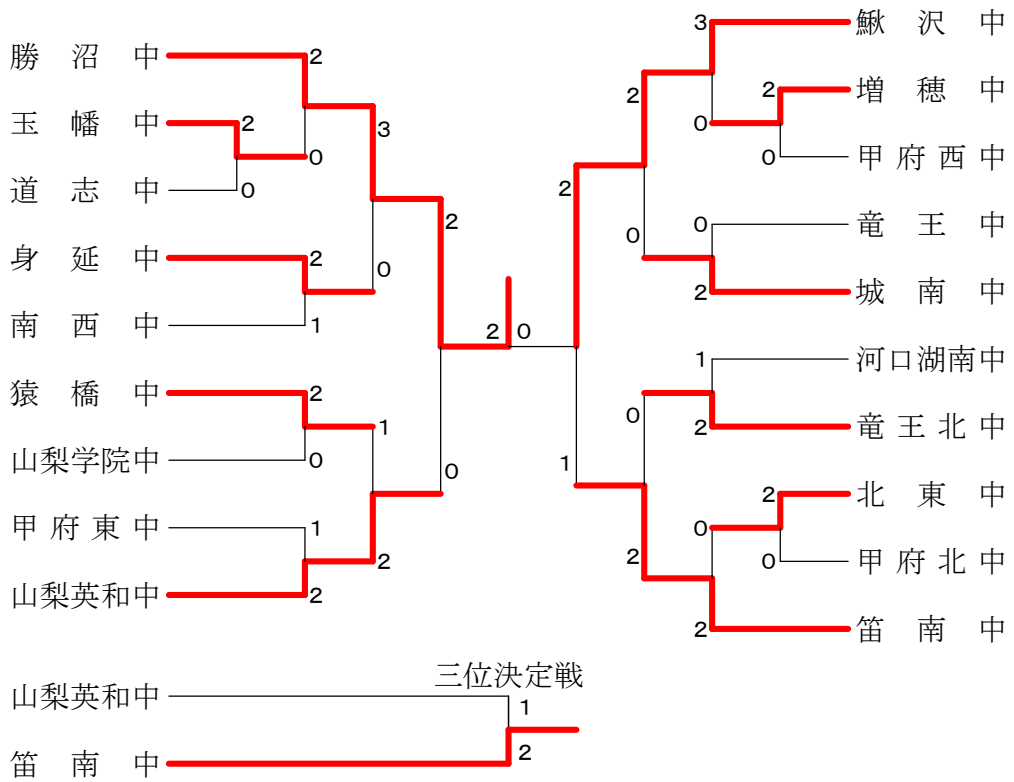 勝沼中
2
玉幡中
2
0
3
道志中
0
身延中
2
0
南西中
1
2
猿橋中
2
1
山梨学院中
0
0
甲府東中
1
2
山梨英和中
2
2
0
3
鰍沢中
2
増穂中
2
0
甲府西中
0
2
竜王中
0
0
城南中
2
河口湖南中
1
0
竜王北中
2
1
北東中
2
0
甲府北中
0
2
笛南中
2
三位決定戦
山梨英和中
1
笛南中
2